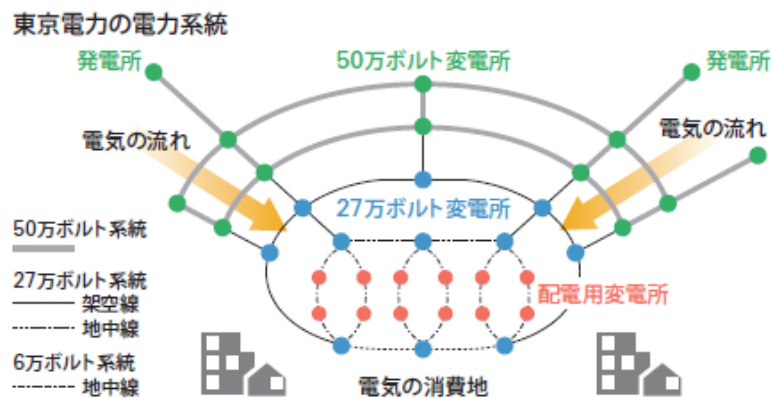 東京電力の電力系統
発電所
50万ボルト変電所
発電所
電気の流れ
電気の流れ
27万ボルト変電所
50万ボルト系統
27万ボルト系統
架空線
地中線
配電用変電所
6万ボルト系統
地中線
電気の消費地